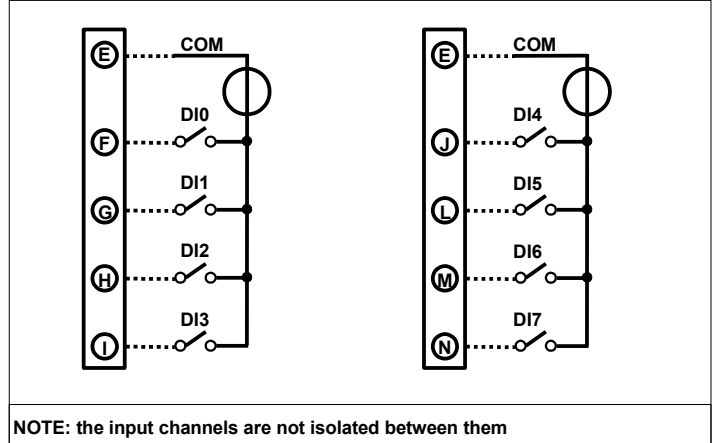 E COM
F DI0
G DI1
H DI2
I DI3
E COM
J DI4
L DI5
M DI6
N DI7
NOTE: the input channels are not isolated between them